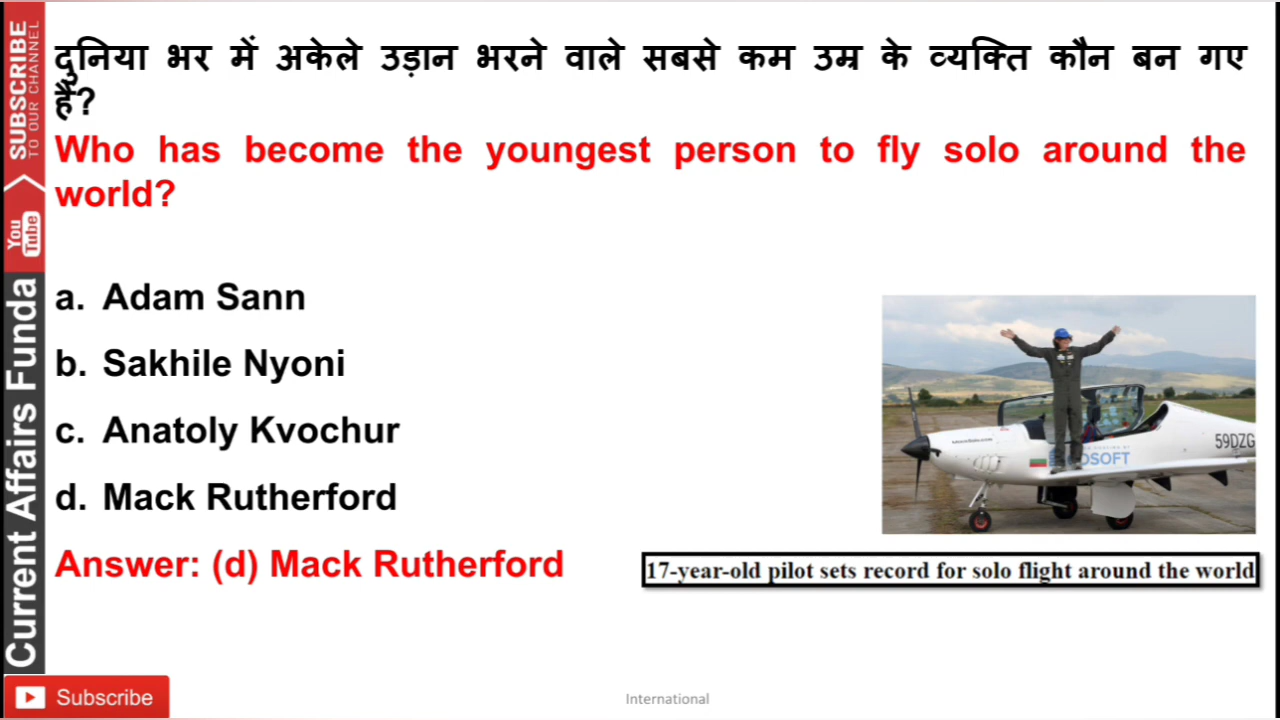 दुनिया भर में अकेले उड़ान भरने वाले सबसे कम उम्र के व्यक्ति कौन बन गए
हैं?
Who has become the youngest person to fly solo around the
world?
a. Adam Sann
b. Sakhile Nyoni
c. Anatoly Kvochur
d. Mack Rutherford
Answer: (d) Mack Rutherford
59DZG
17-year-old pilot sets record for solo flight around the world
SUBSCRIBE
TO OUR CHANNEL
You
Tube
Current Affairs Funda
Subscribe
International